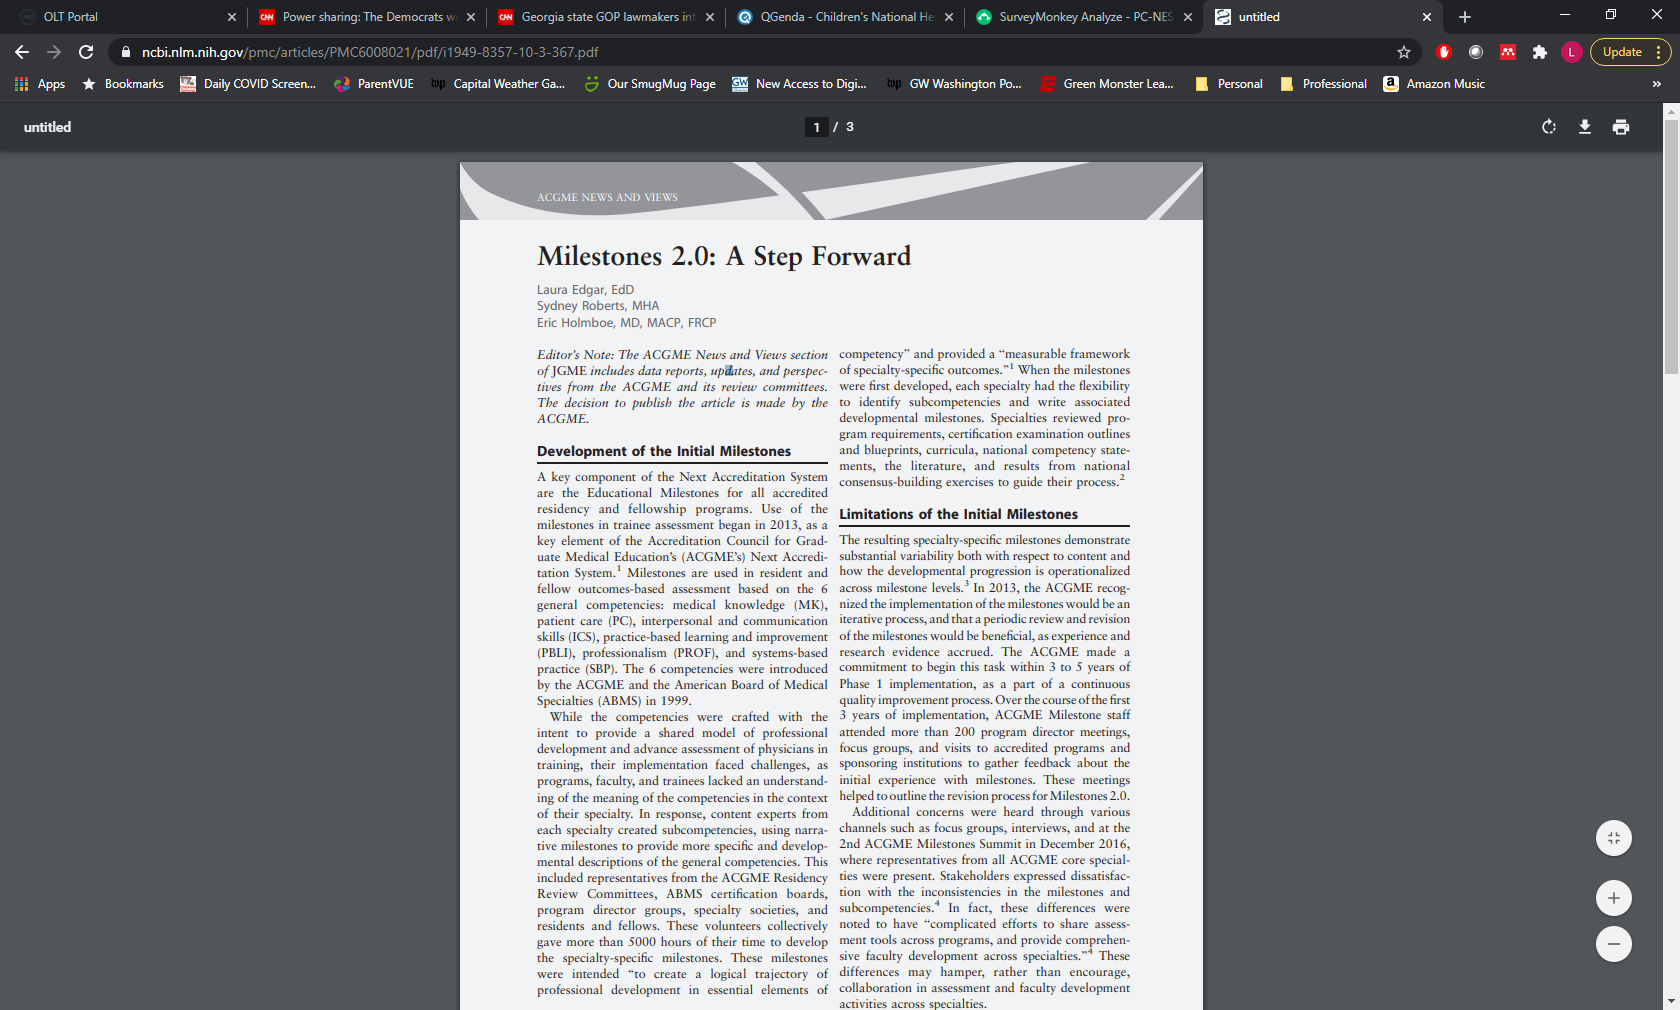 OLT Portal
Power sharing: The Democrats w
Georgia state GOP lawmakers int
QGenda - Children's National He
SurveyMonkey Analyze - PC-NES
untitled
ncbi.nlm.nih.gov/pmc/articles/PMC6008021/pdf/i1949-8357-10-3-367.pdf
L
Update
Apps
Bookmarks
Daily COVID Screen...
ParentVUE
Capital Weather Ga...
Our SmugMug Page
New Access to Digi...
GW Washington Po...
Green Monster Lea...
Personal
Professional
Amazon Music
untitled
1 / 3
ACGME NEWS AND VIEWS
Milestones 2.0: A Step Forward
Laura Edgar, EdD
Sydney Roberts, MHA
Eric Holmboe, MD, MACP, FRCP
Editor's Note: The ACGME News and Views section
of JGME includes data reports, updates, and perspec-
tives from the ACGME and its review committees.
The decision to publish the article is made by the
ACGME.
Development of the Initial Milestones
A key component of the Next Accreditation System
are the Educational Milestones for all accredited
residency and fellowship programs. Use of the
milestones in trainee assessment began in 2013, as a
key element of the Accreditation Council for Grad-
uate Medical Education's (ACGME's) Next Accredi-
tation System.1 Milestones are used in resident and
fellow outcomes-based assessment based on the 6
general competencies: medical knowledge (MK),
patient care (PC), interpersonal and communication
skills (ICS), practice-based learning and improvement
(PBLI), professionalism (PROF), and systems-based
practice (SBP). The 6 competencies were introduced
by the ACGME and the American Board of Medical
Specialties (ABMS) in 1999.
While the competencies were crafted with the
intent to provide a shared model of professional
development and advance assessment of physicians in
training, their implementation faced challenges, as
programs, faculty, and trainees lacked an understand-
ing of the meaning of the competencies in the context
of their specialty. In response, content experts from
each specialty created subcompetencies, using narra-
tive milestones to provide more specific and develop-
mental descriptions of the general competencies. This
included representatives from the ACGME Residency
Review Committees, ABMS certification boards,
program director groups, specialty societies, and
residents and fellows. These volunteers collectively
gave more than 5000 hours of their time to develop
the specialty-specific milestones. These milestones
were intended "to create a logical trajectory of
professional development in essential elements of
competency" and provided a "measurable framework
of specialty-specific outcomes."1 When the milestones
were first developed, each specialty had the flexibility
to identify subcompetencies and write associated
developmental milestones. Specialties reviewed pro-
gram requirements, certification examination outlines
and blueprints, curricula, national competency state-
ments, the literature, and results from national
consensus-building exercises to guide their process.2
Limitations of the Initial Milestones
The resulting specialty-specific milestones demonstrate
substantial variability both with respect to content and
how the developmental progression is operationalized
across milestone levels.3 In 2013, the ACGME recog-
nized the implementation of the milestones would be an
iterative process, and that a periodic review and revision
of the milestones would be beneficial, as experience and
research evidence accrued. The ACGME made a
commitment to begin this task within 3 to 5 years of
Phase 1 implementation, as a part of a continuous
quality improvement process. Over the course of the first
3 years of implementation, ACGME Milestone staff
attended more than 200 program director meetings,
focus groups, and visits to accredited programs and
sponsoring institutions to gather feedback about the
initial experience with milestones. These meetings
helped to outline the revision process for Milestones 2.0.
Additional concerns were heard through various
channels such as focus groups, interviews, and at the
2nd ACGME Milestones Summit in December 2016,
where representatives from all ACGME core special-
ties were present. Stakeholders expressed dissatisfac-
tion with the inconsistencies in the milestones and
subcompetencies.4 In fact, these differences were
noted to have "complicated efforts to share assess-
ment tools across programs, and provide comprehen-
sive faculty development across specialties."4 These
differences may hamper, rather than encourage,
collaboration in assessment and faculty development
activities across specialties.